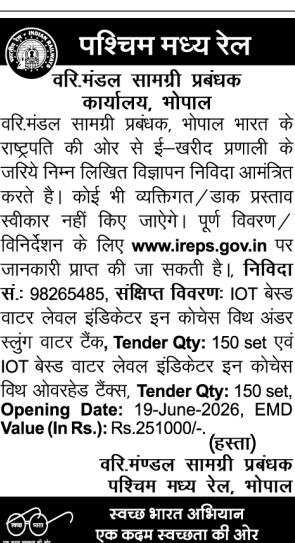 पश्चिम मध्य रेल
वरि.मंडल सामग्री प्रबंधक
कार्यालय, भोपाल
वरि.मंडल सामग्री प्रबंधक, भोपाल भारत के
राष्ट्रपति की ओर से ई–खरीद प्रणाली के
जरिये निम्न लिखित विज्ञापन निविदा आमंत्रित
करते है। कोई भी व्यक्तिगत/डाक प्रस्ताव
स्वीकार नहीं किए जाऐगे। पूर्ण विवरण/
विनिर्देशन के लिए www.ireps.gov.in पर
जानकारी प्राप्त की जा सकती है।, निविदा
सं.: 98265485, संक्षिप्त विवरण: IOT बेस्ड
वाटर लेवल इंडिकेटर इन कोचेस विथ अंडर
स्लुंग वाटर टैंक, Tender Qty: 150 set एवं
IOT बेस्ड वाटर लेवल इंडिकेटर इन कोचेस
विथ ओवरहेड टैंक्स, Tender Qty: 150 set,
Opening Date: 19-June-2026, EMD
Value (In Rs.): Rs.251000/-.
(हस्ता)
वरि.मण्डल सामग्री प्रबंधक
पश्चिम मध्य रेल, भोपाल
स्वच्छ भारत
स्वच्छ भारत अभियान
एक कदम स्वच्छता की ओर